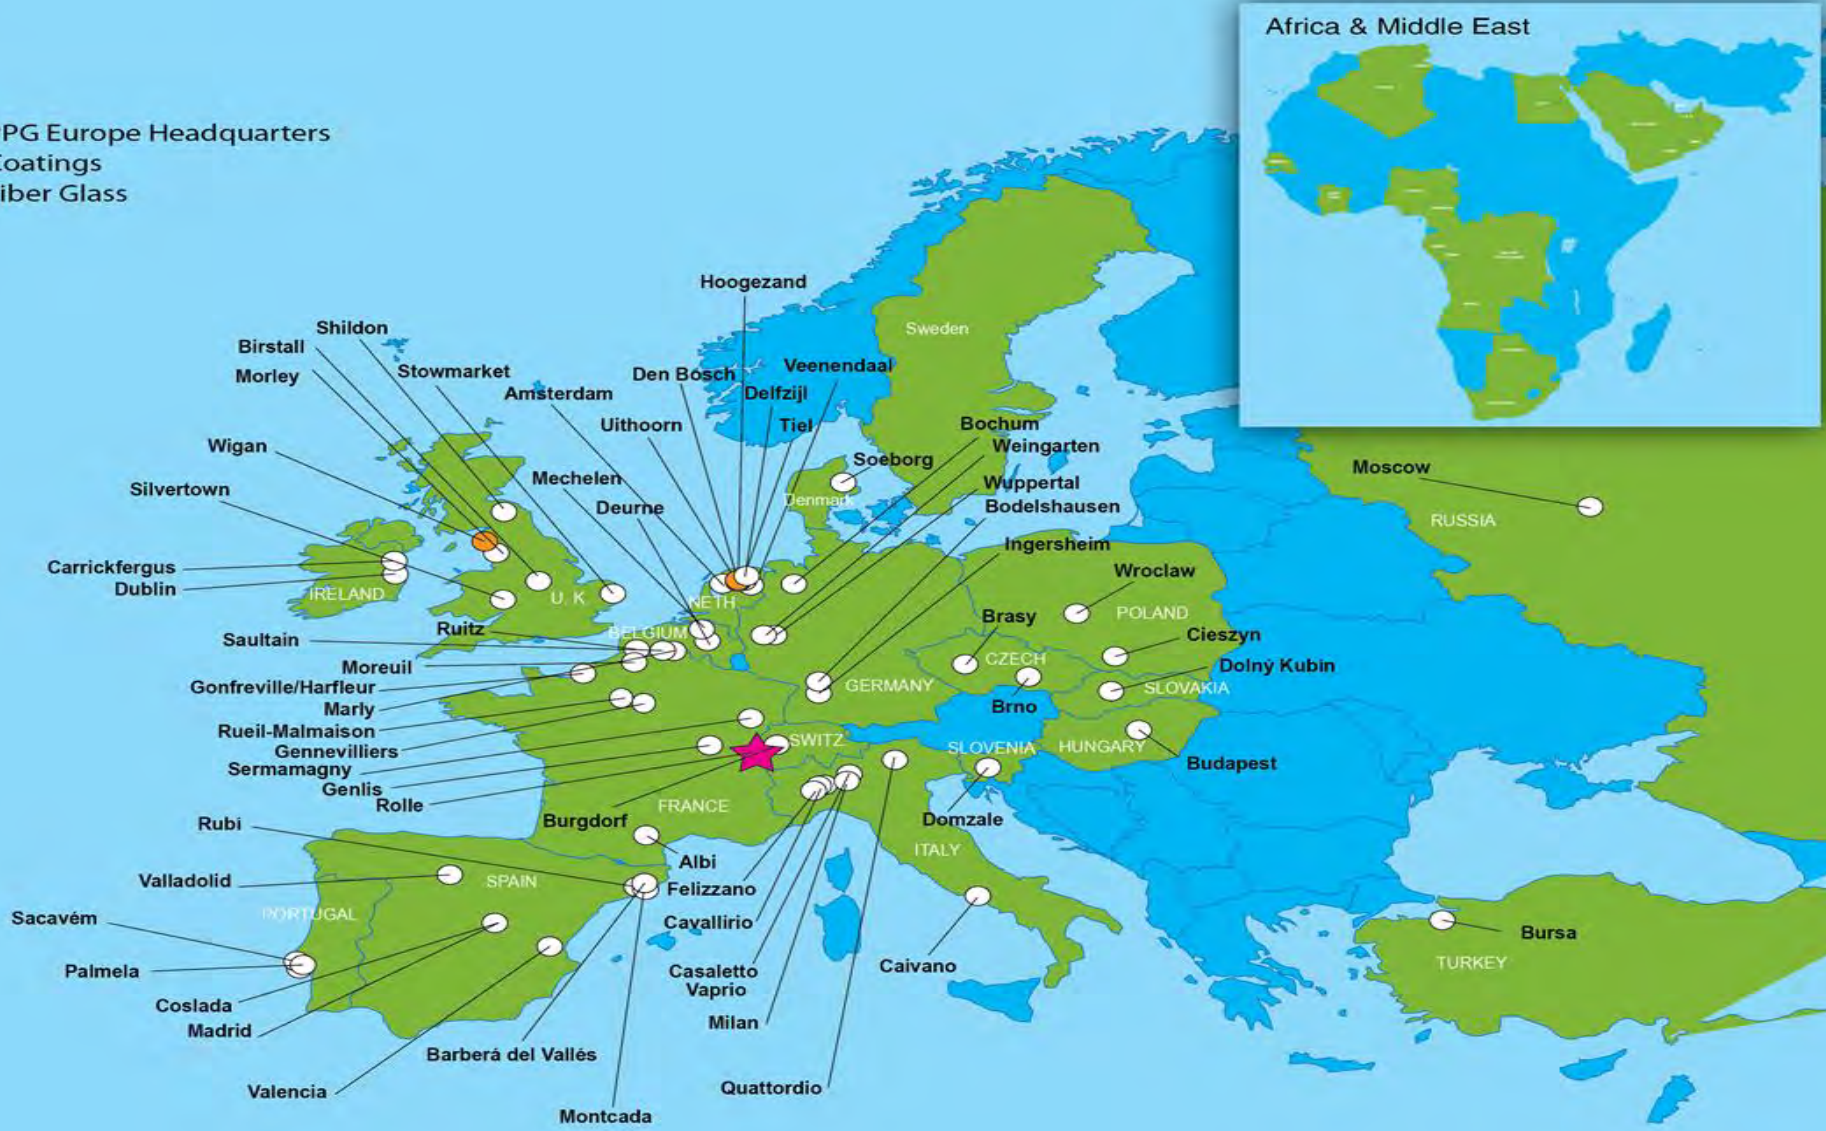 Africa & Middle East
PG Europe Headquarters
Coatings
iber Glass
Hoogezand
Shildon
Birstall
Morley
Stowmarket
Amsterdam
Den Bosch
Veenendaal
Delfzijl
Uithoorn
Tiel
Sweden
Wigan
Silvertown
Mechelen
Deurne
Soeborg
Denmark
Bochum
Weingarten
Wuppertal
Bodelshausen
Ingersheim
Moscow
RUSSIA
Carrickfergus
Dublin
IRELAND
U. K
NETH
BELGIUM
Wroclaw
POLAND
Brasy
Cieszyn
CZECH
Dolný Kubin
SLOVAKIA
Ruitz
Saultain
Moreuil
Gonfreville/Harfleur
Marly
Rueil-Malmaison
Gennevilliers
Sermamagny
Genlis
Rolle
GERMANY
Brno
SWITZ
SLOVENIA
HUNGARY
Budapest
FRANCE
Burgdorf
Domzale
ITALY
Rubi
Albi
Valladolid
SPAIN
Felizzano
PORTUGAL
Sacavém
Cavallirio
Palmela
Casaletto
Vaprio
Caivano
Bursa
TURKEY
Coslada
Madrid
Milan
Barberá del Vallés
Valencia
Quattordio
Montcada